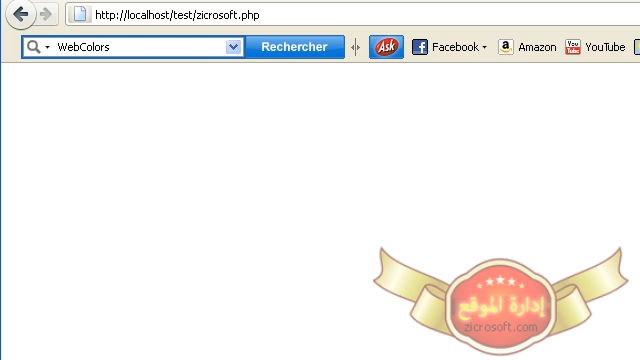 http://localhost/test/zicrosoft.php
WebColors Rechercher Ask Facebook Amazon YouTube
إدارة الموقع
zicrosoft.com